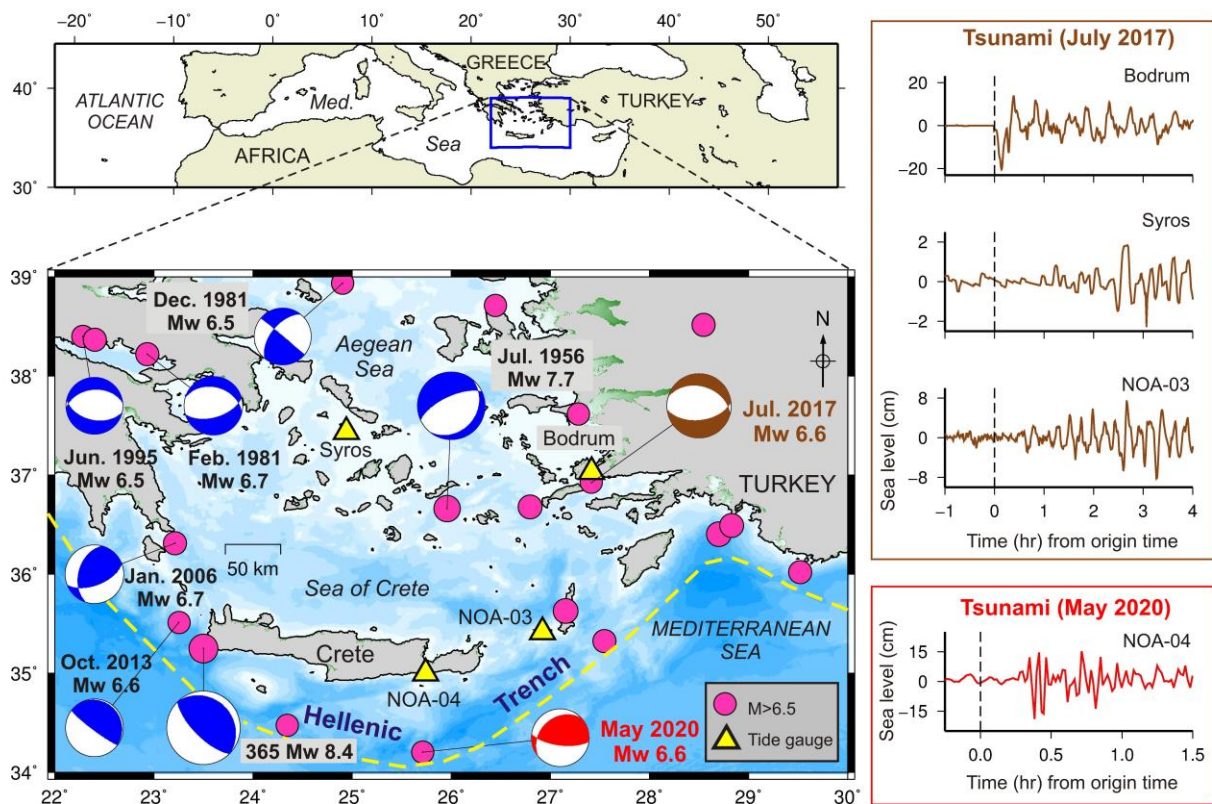 −20˚ −10˚ 0˚ 10˚ 20˚ 30˚ 40˚ 50˚
40˚
30˚
ATLANTIC
OCEAN
Med.
Sea
GREECE
TURKEY
AFRICA
39˚
38˚
37˚
36˚
35˚
34˚
22˚ 23˚ 24˚ 25˚ 26˚ 27˚ 28˚ 29˚ 30˚
Dec. 1981
Mw 6.5
Aegean
Sea
Jul. 1956
Mw 7.7
N
Jun. 1995
Mw 6.5
Feb. 1981
Mw 6.7
Syros
Bodrum
Jul. 2017
Mw 6.6
TURKEY
Jan. 2006
Mw 6.7
50 km
Sea of Crete
NOA-03
MEDITERRANEAN
SEA
Oct. 2013
Mw 6.6
Crete
NOA-04
Hellenic
Trench
365 Mw 8.4
May 2020
Mw 6.6
M>6.5
Tide gauge
Tsunami (July 2017)
Bodrum
20
0
−20
0 1 2 3 4
Syros
2
0
−2
NOA-03
8
0
−8
Sea level (cm)
−1 0 1 2 3 4
Time (hr) from origin time
Tsunami (May 2020)
NOA-04
15
0
−15
Sea level (cm)
0.0 0.5 1.0 1.5
Time (hr) from origin time